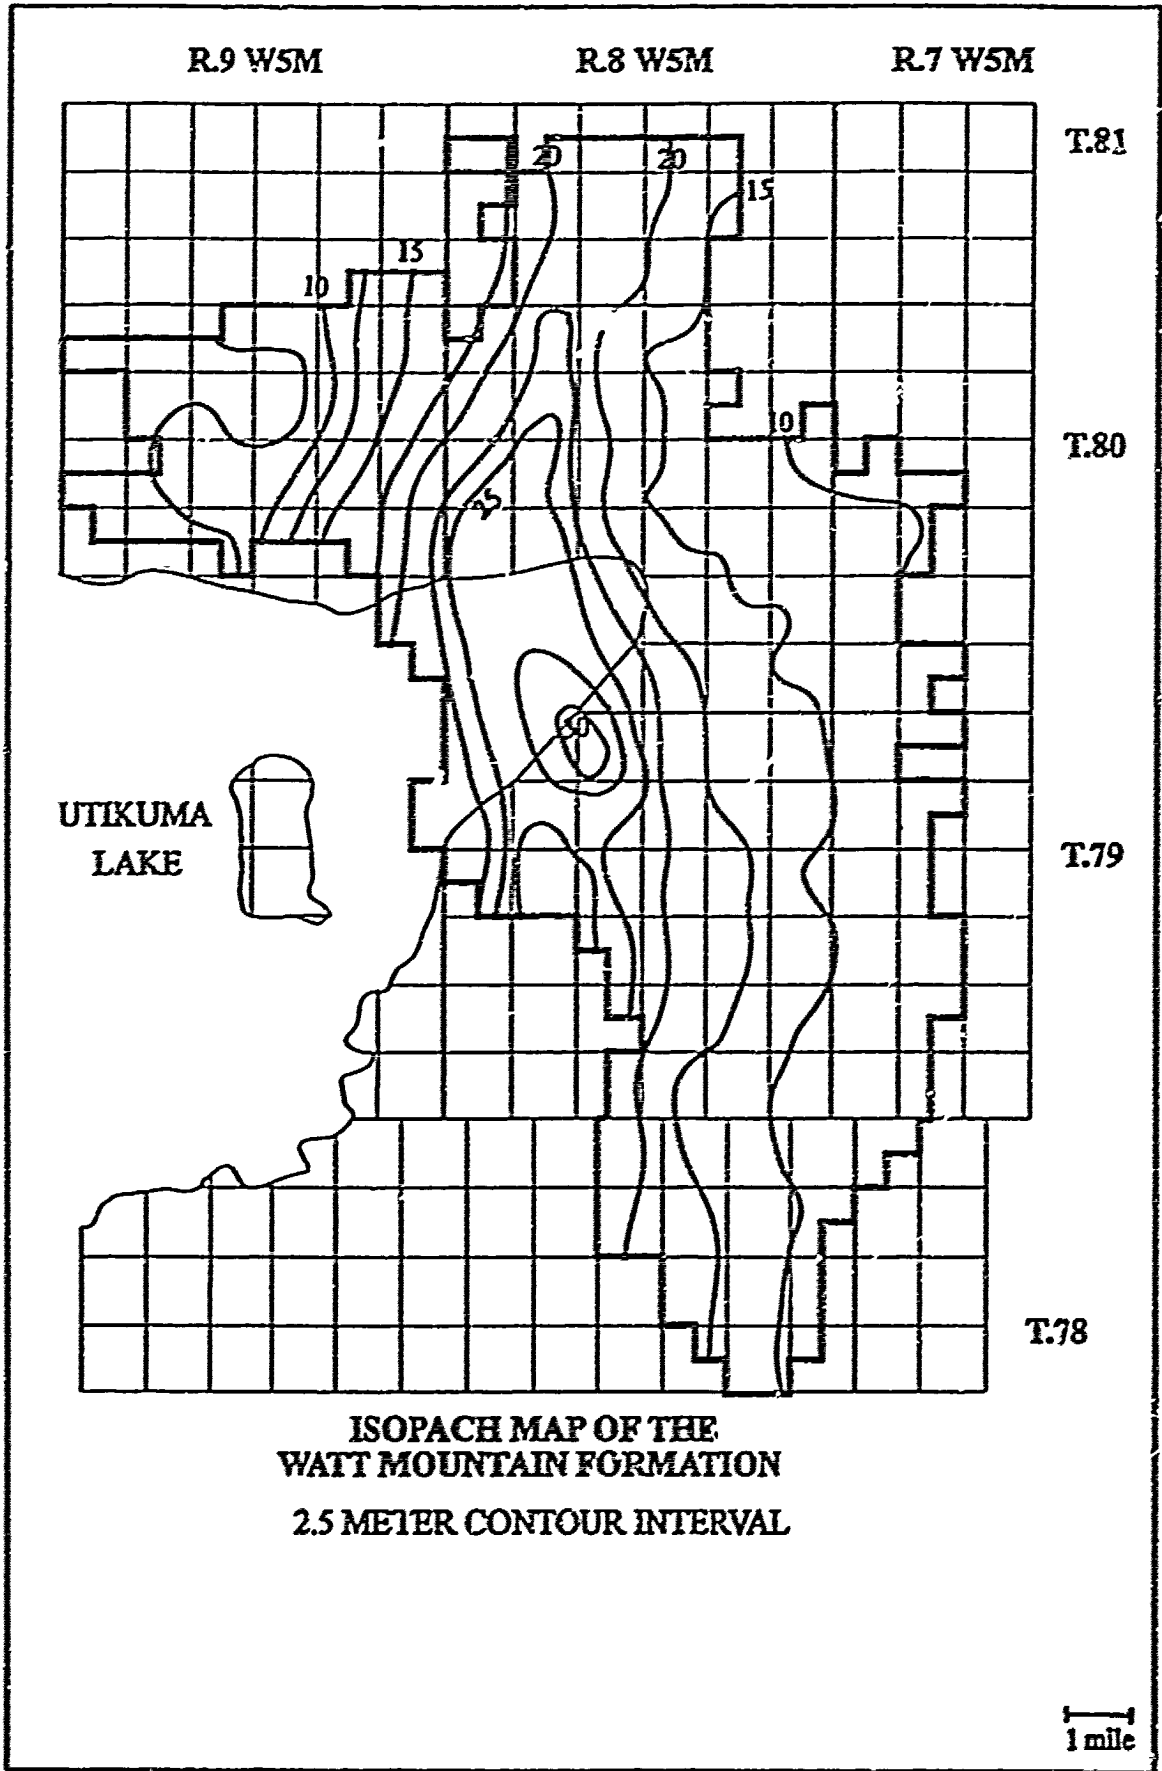 R.9 W5M R.8 W5M R.7 W5M
T.81
20 20
15
15
10
10
T.80
25
UTIKUMA
LAKE
T.79
T.78
ISOPACH MAP OF THE
WATT MOUNTAIN FORMATION
2.5 METER CONTOUR INTERVAL
1 mile